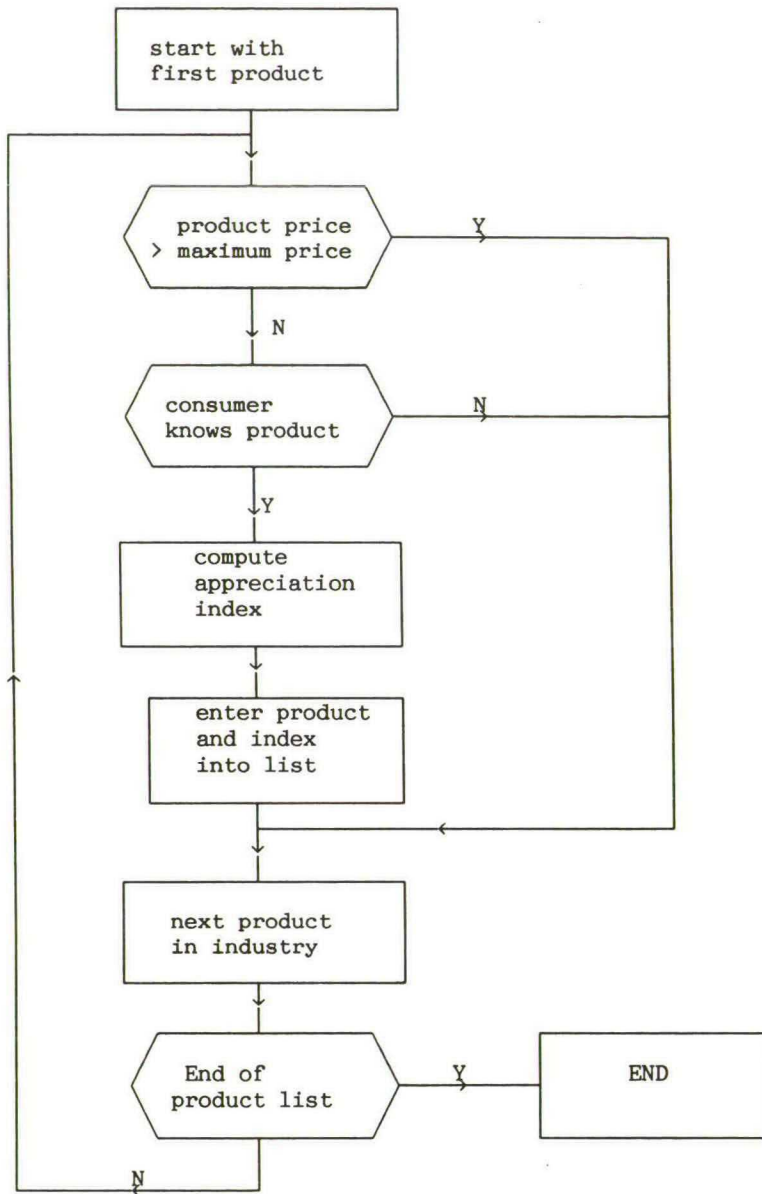 start with
first product
product price
> maximum price
Y
N
consumer
knows product
N
Y
compute
appreciation
index
enter product
and index
into list
next product
in industry
End of
product list
Y
END
N